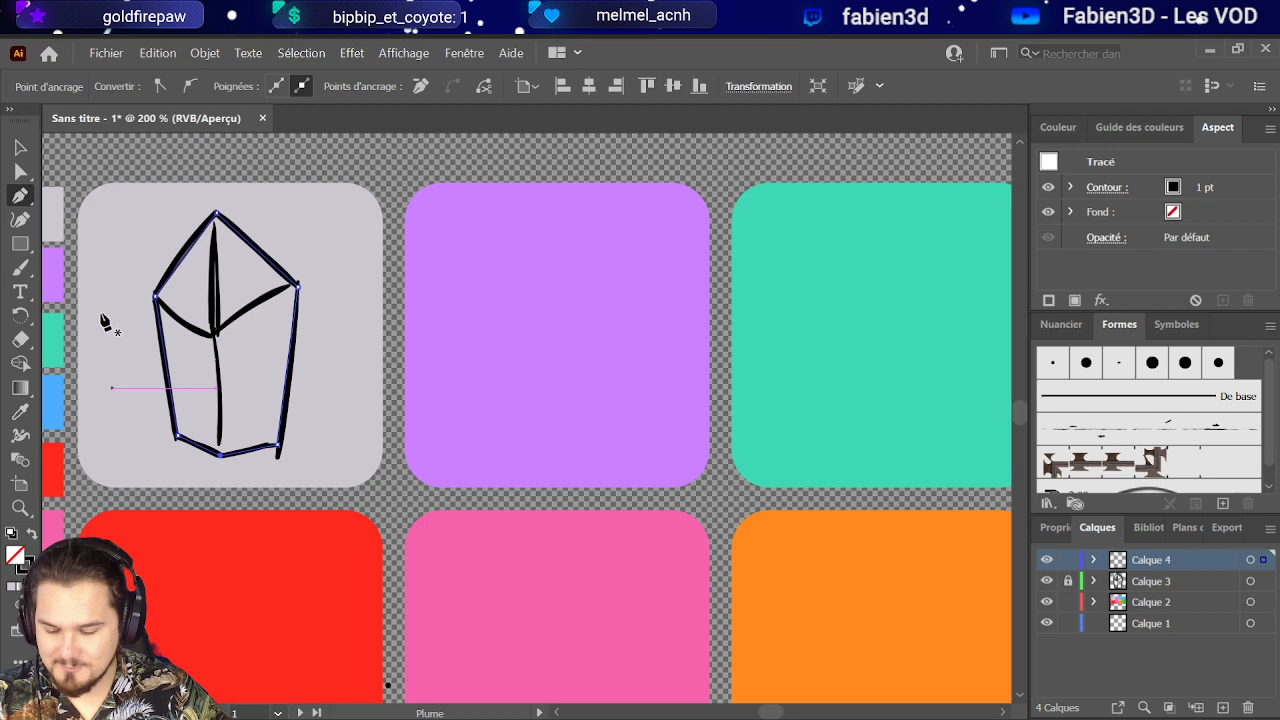 goldfirepaw
$ bipbip_et_coyote: 1
melmel_acnh
fabien3d
Fabien3D - Les VOD
Ai Fichier Edition Objet Texte Sélection Effet Affichage Fenêtre Aide
Rechercher dan
Point d'ancrage Convertir : Poignées : Points d'ancrage : Transformation
Sans titre - 1* @ 200 % (RVB/Aperçu) ×
Couleur Guide des couleurs Aspect
Tracé
Contour : 1 pt
Fond :
Opacité : Par défaut
fx
Nuancier Formes Symboles
De base
Propri Calques Bibliot Plans c Export
Calque 4
Calque 3
Calque 2
Calque 1
4 Calques
1 Plume